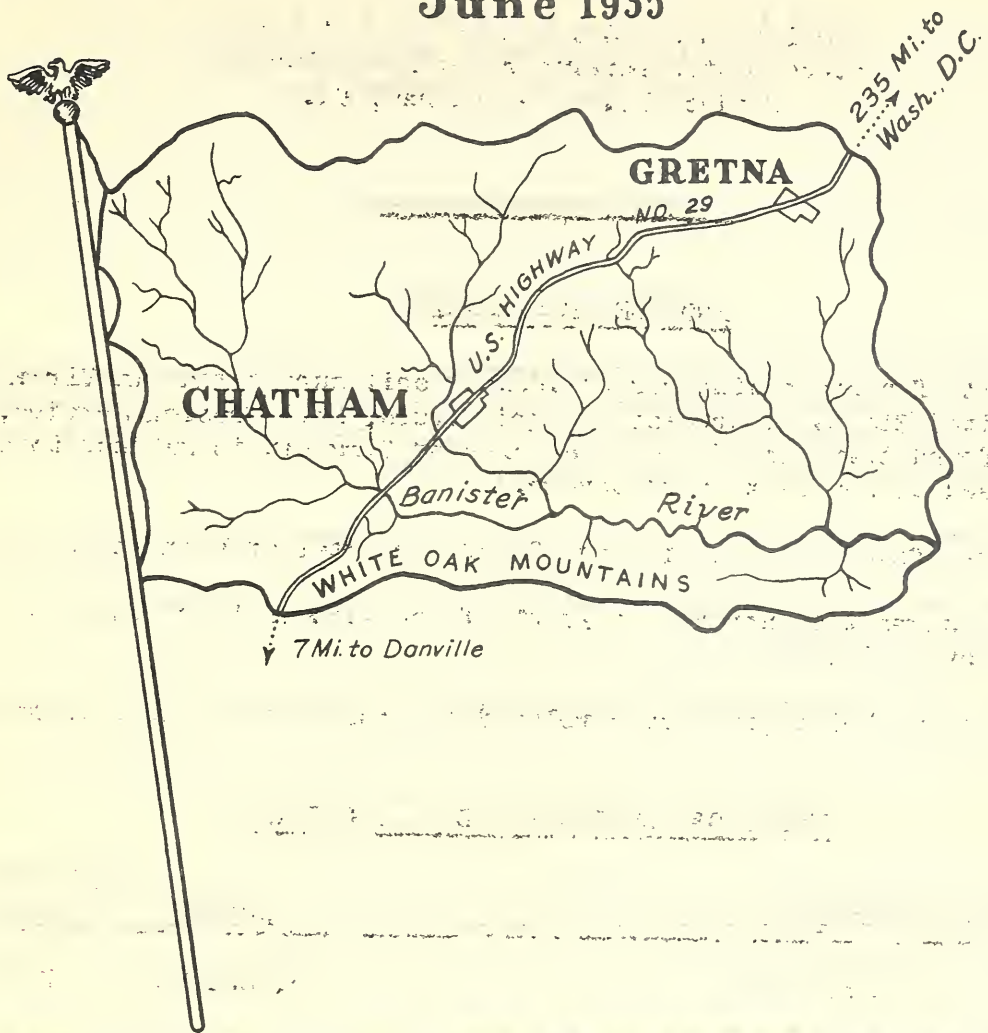 June 1935
235 Mi. to
Wash., D.C.
GRETNA
U.S. HIGHWAY NO. 29
CHATHAM
Banister River
WHITE OAK MOUNTAINS
7 Mi. to Danville